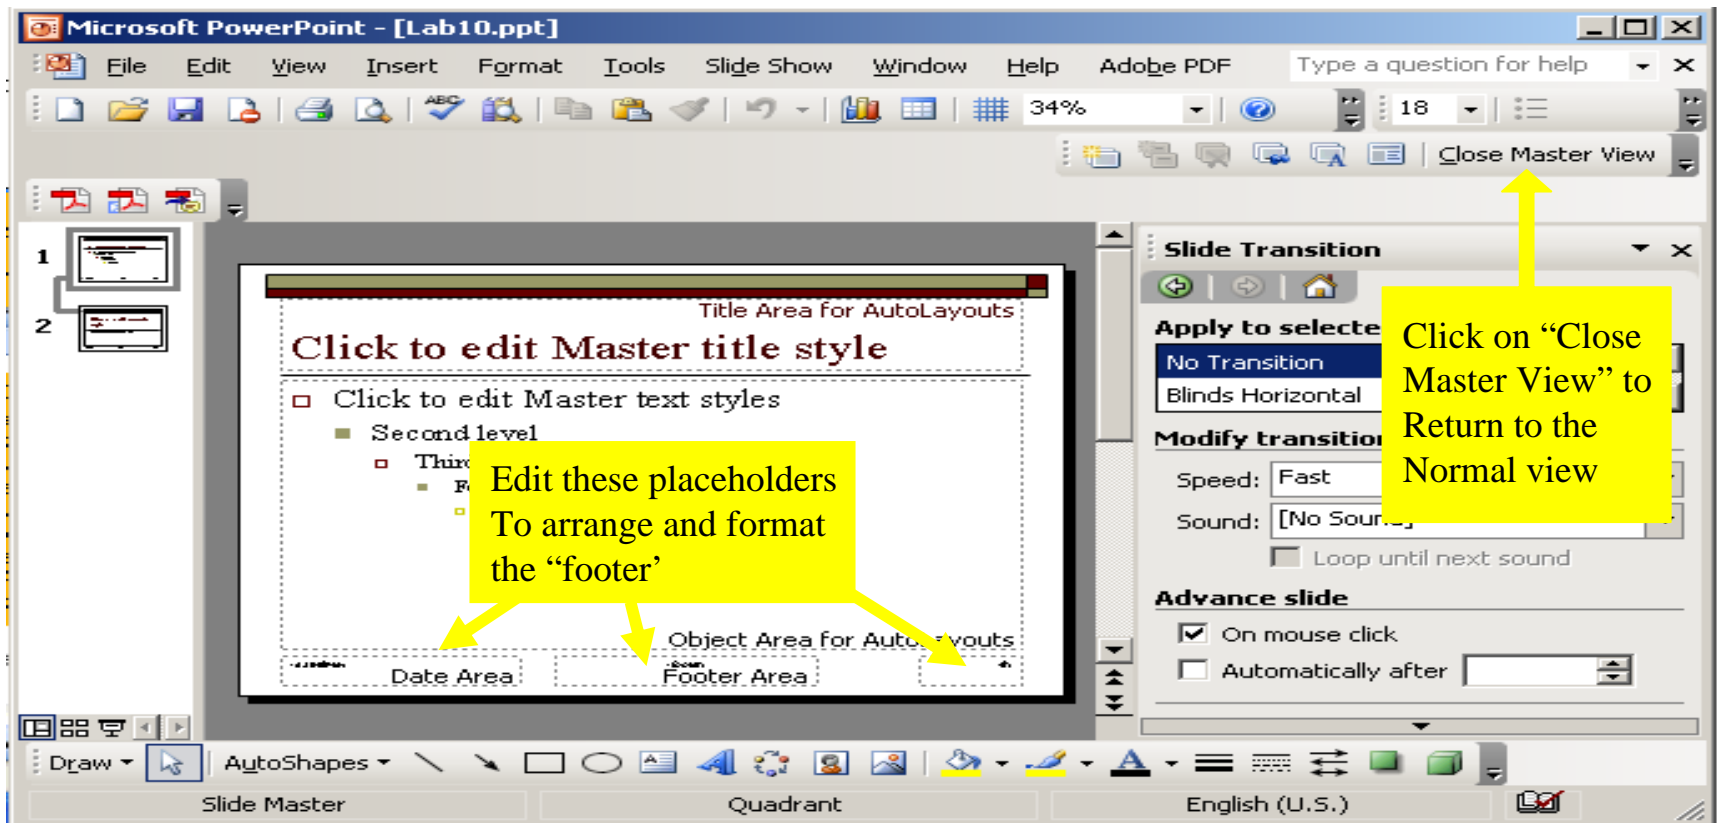 Microsoft PowerPoint - [Lab10.ppt]
File Edit View Insert Format Tools Slide Show Window Help Adobe PDF Type a question for help
ABC 34% 18
Close Master View
1
2
Title Area for AutoLayouts
Click to edit Master title style
Click to edit Master text styles
Second level
Object Area for AutoLayouts
Date Area
Footer Area
Edit these placeholders
To arrange and format
the “footer’
Slide Transition
Apply to
No Transition
Blinds Horizontal
Modify
Speed: Fast
Sound: [No Sound]
Loop until next sound
Advance slide
On mouse click
Automatically after
Click on “Close
Master View” to
Return to the
Normal view
Draw AutoShapes A
Slide Master Quadrant English (U.S.)